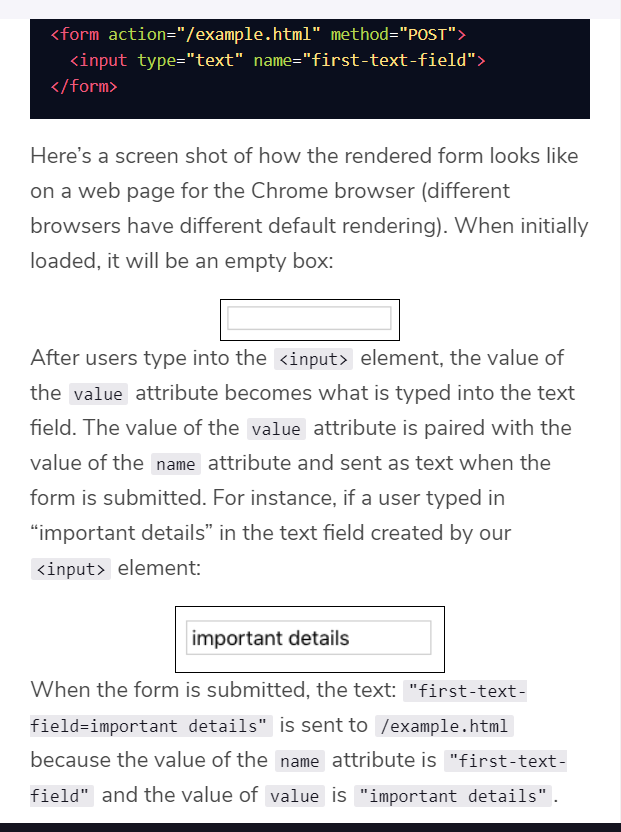 <form action="/example.html" method="POST">
<input type="text" name="first-text-field">
</form>
Here’s a screen shot of how the rendered form looks like
on a web page for the Chrome browser (different
browsers have different default rendering). When initially
loaded, it will be an empty box:
After users type into the <input> element, the value of
the value attribute becomes what is typed into the text
field. The value of the value attribute is paired with the
value of the name attribute and sent as text when the
form is submitted. For instance, if a user typed in
“important details” in the text field created by our
<input> element:
important details
When the form is submitted, the text: "first-text-
field=important details" is sent to /example.html
because the value of the name attribute is "first-text-
field" and the value of value is "important details".